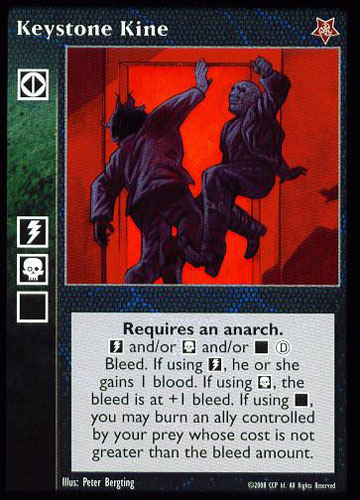 Keystone Kine
Requires an anarch.
and/or and/or Ⓓ
Bleed. If using , he or she
gains 1 blood. If using , the
bleed is at +1 bleed. If using ,
you may burn an ally controlled
by your prey whose cost is not
greater than the bleed amount.
Illus: Peter Bergting ©2008 CCP hf. All Rights Reserved